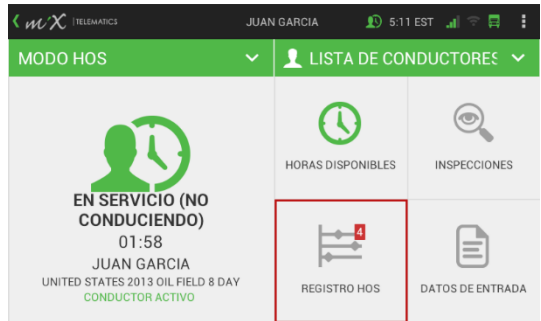 mix TELEMATICS JUAN GARCIA 5:11 EST
MODO HOS
LISTA DE CONDUCTORES
EN SERVICIO (NO
CONDUCIENDO)
01:58
JUAN GARCIA
UNITED STATES 2013 OIL FIELD 8 DAY
CONDUCTOR ACTIVO
HORAS DISPONIBLES
INSPECCIONES
4
REGISTRO HOS
DATOS DE ENTRADA